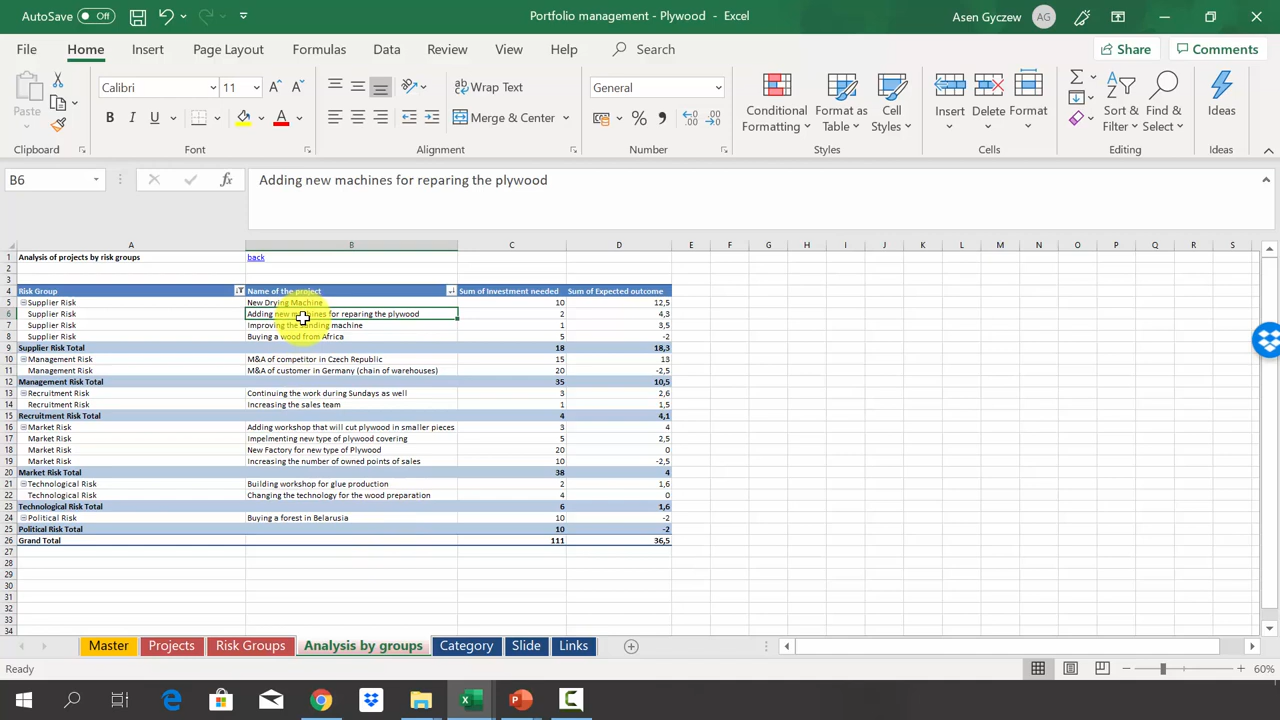 AutoSave Off Portfolio management - Plywood - Excel Asen Gyczew AG
File Home Insert Page Layout Formulas Data Review View Help Search Share Comments
Paste Calibri 11 Wrap Text General Conditional Formatting Format as Table Cell Styles Insert Delete Format Sort & Filter Find & Select Ideas
Merge & Center
Clipboard Font Alignment Number Styles Cells Editing Ideas
B6 fx Adding new machines for reparing the plywood
A B C D E F G H I J K L M N O P Q R S
1 Analysis of projects by risk groups back
2
3
4 Risk Group Name of the project Sum of Investment needed Sum of Expected outcome
5 Supplier Risk New Drying Machine 10 12,5
6 Supplier Risk Adding new machines for reparing the plywood 2 4,3
7 Supplier Risk Improving the sanding machine 1 3,5
8 Supplier Risk Buying a wood from Africa 5 -2
9 Supplier Risk Total 18 18,3
10 Management Risk M&A of competitor in Czech Republic 15 13
11 Management Risk M&A of customer in Germany (chain of warehouses) 20 -2,5
12 Management Risk Total 35 10,5
13 Recruitment Risk Continuing the work during Sundays as well 3 2,6
14 Recruitment Risk Increasing the sales team 1 1,5
15 Recruitment Risk Total 4 4,1
16 Market Risk Adding workshop that will cut plywood in smaller pieces 3 4
17 Market Risk Impelmenting new type of plywood covering 5 2,5
18 Market Risk New Factory for new type of Plywood 20 0
19 Market Risk Increasing the number of owned points of sales 10 -2,5
20 Market Risk Total 38 4
21 Technological Risk Building workshop for glue production 2 1,6
22 Technological Risk Changing the technology for the wood preparation 4 0
23 Technological Risk Total 6 1,6
24 Political Risk Buying a forest in Belarusia 10 -2
25 Political Risk Total 10 -2
26 Grand Total 111 36,5
27
28
29
30
31
32
33
34
Master Projects Risk Groups Analysis by groups Category Slide Links
Ready 60%